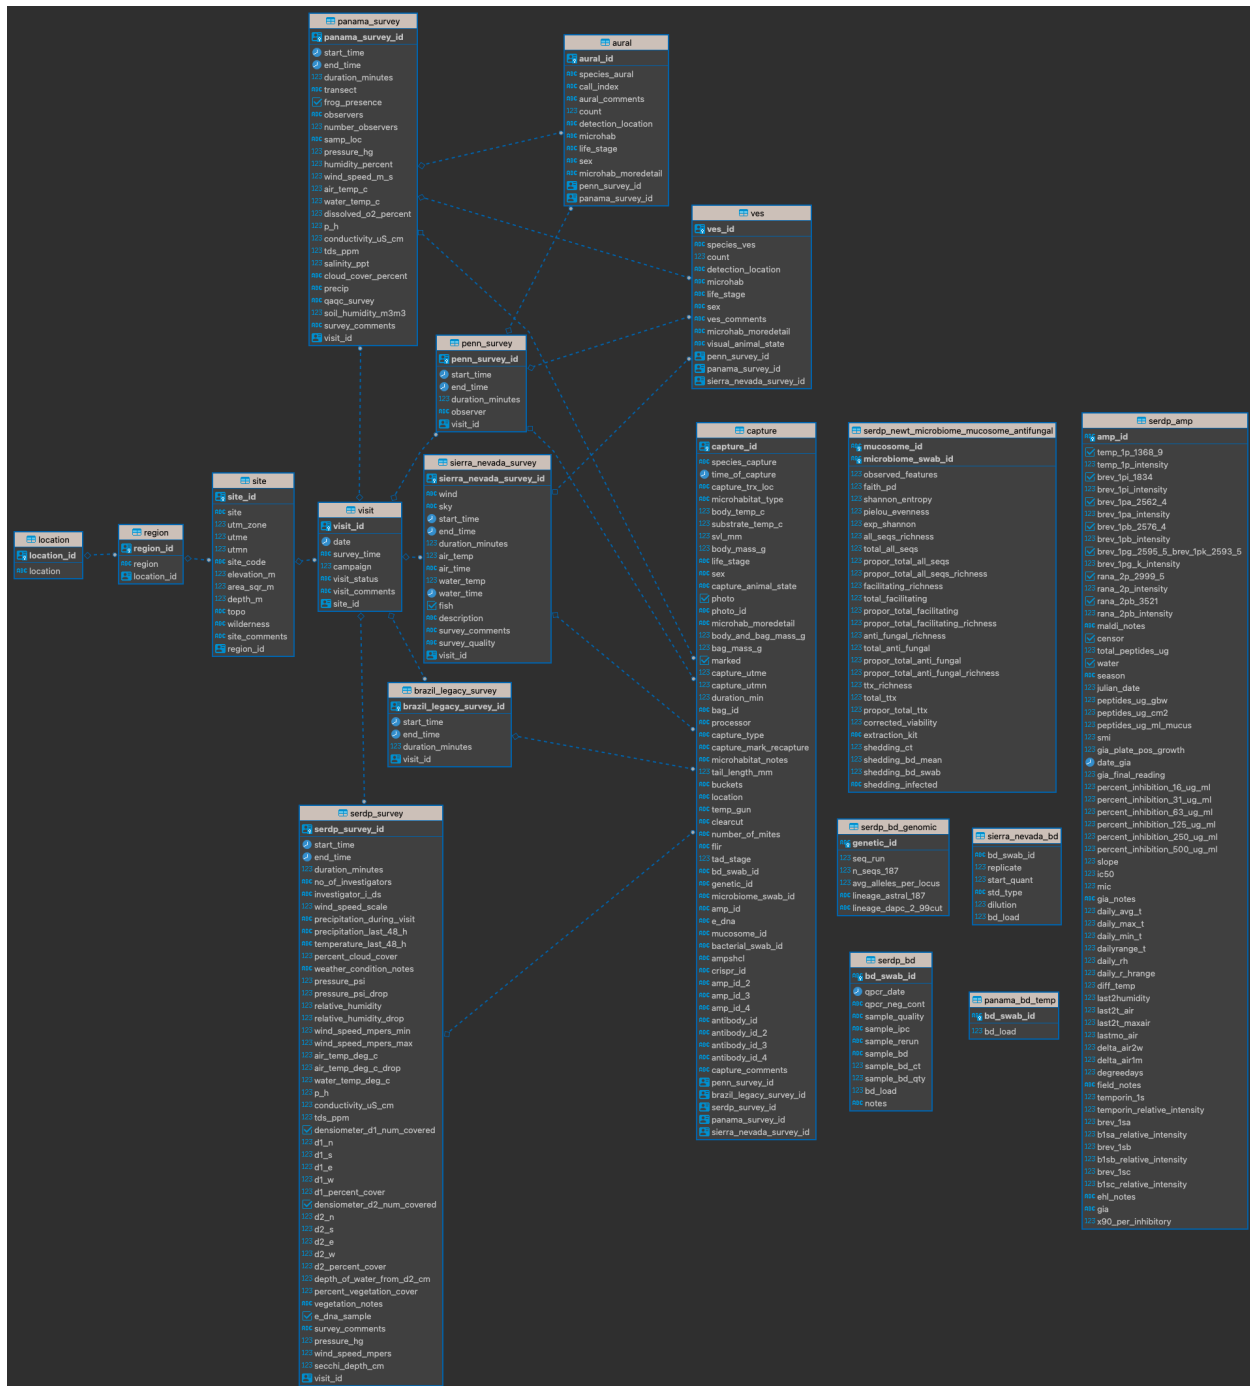 panama_survey
panama_survey_id
start_time
end_time
duration_minutes
transect
frog_presence
observers
number_observers
samp_loc
pressure_hg
humidity_percent
wind_speed_m_s
air_temp_c
water_temp_c
dissolved_o2_percent
p_h
conductivity_uS_cm
tds_ppm
salinity_ppt
cloud_cover_percent
precip
qaqc_survey
soil_humidity_m3m3
survey_comments
visit_id
aural
aural_id
species_aural
call_index
aural_comments
count
detection_location
microhab
life_stage
sex
microhab_moredetail
penn_survey_id
panama_survey_id
ves
ves_id
species_ves
count
detection_location
microhab
life_stage
sex
ves_comments
microhab_moredetail
visual_animal_state
penn_survey_id
panama_survey_id
sierra_nevada_survey_id
penn_survey
penn_survey_id
start_time
end_time
duration_minutes
observer
visit_id
sierra_nevada_survey
sierra_nevada_survey_id
wind
sky
start_time
end_time
duration_minutes
air_temp
air_time
water_temp
water_time
fish
description
survey_comments
survey_quality
visit_id
location
location_id
location
region
region_id
region
location_id
site
site_id
site
utm_zone
utme
utmn
site_code
elevation_m
area_sqr_m
depth_m
topo
wilderness
site_comments
region_id
visit
visit_id
date
survey_time
campaign
visit_status
visit_comments
site_id
brazil_legacy_survey
brazil_legacy_survey_id
start_time
end_time
duration_minutes
visit_id
serdp_survey
serdp_survey_id
start_time
end_time
duration_minutes
no_of_investigators
investigator_i_ds
wind_speed_scale
precipitation_during_visit
precipitation_last_48_h
temperature_last_48_h
percent_cloud_cover
weather_condition_notes
pressure_psi
pressure_psi_drop
relative_humidity
relative_humidity_drop
wind_speed_mpers_min
wind_speed_mpers_max
air_temp_deg_c
air_temp_deg_c_drop
water_temp_deg_c
p_h
conductivity_uS_cm
tds_ppm
densiometer_d1_num_covered
d1_n
d1_s
d1_e
d1_w
d1_percent_cover
densiometer_d2_num_covered
d2_n
d2_s
d2_e
d2_w
d2_percent_cover
depth_of_water_from_d2_cm
percent_vegetation_cover
vegetation_notes
e_dna_sample
survey_comments
pressure_hg
wind_speed_mpers
secchi_depth_cm
visit_id
capture
capture_id
species_capture
time_of_capture
capture_trx_loc
microhabitat_type
body_temp_c
substrate_temp_c
svl_mm
body_mass_g
life_stage
sex
capture_animal_state
photo
photo_id
microhab_moredetail
body_and_bag_mass_g
bag_mass_g
marked
capture_utme
capture_utmn
duration_min
bag_id
processor
capture_type
capture_mark_recapture
microhabitat_notes
tail_length_mm
buckets
location
temp_gun
clearcut
number_of_mites
flir
tad_stage
bd_swab_id
genetic_id
microbiome_swab_id
amp_id
e_dna
mucosome_id
bacterial_swab_id
ampshcl
crispr_id
amp_id_2
amp_id_3
amp_id_4
antibody_id
antibody_id_2
antibody_id_3
antibody_id_4
capture_comments
penn_survey_id
brazil_legacy_survey_id
serdp_survey_id
panama_survey_id
sierra_nevada_survey_id
serdp_newt_microbiome_mucosome_antifungal
mucosome_id
microbiome_swab_id
observed_features
faith_pd
shannon_entropy
pielou_evenness
exp_shannon
all_seqs_richness
total_all_seqs
propor_total_all_seqs
propor_total_all_seqs_richness
facilitating_richness
total_facilitating
propor_total_facilitating
propor_total_facilitating_richness
anti_fungal_richness
total_anti_fungal
propor_total_anti_fungal
propor_total_anti_fungal_richness
ttx_richness
total_ttx
propor_total_ttx
corrected_viability
extraction_kit
shedding_ct
shedding_bd_mean
shedding_bd_swab
shedding_infected
serdp_bd_genomic
genetic_id
seq_run
n_seqs_187
avg_alleles_per_locus
lineage_astral_187
lineage_dapc_2_99cut
sierra_nevada_bd
bd_swab_id
replicate
start_quant
std_type
dilution
bd_load
serdp_bd
bd_swab_id
qpcr_date
qpcr_neg_cont
sample_quality
sample_ipc
sample_rerun
sample_bd
sample_bd_ct
sample_bd_qty
bd_load
notes
panama_bd_temp
bd_swab_id
bd_load
serdp_amp
amp_id
temp_1p_1368_9
temp_1p_intensity
brev_1pi_1834
brev_1pi_intensity
brev_1pa_2562_4
brev_1pa_intensity
brev_1pb_2576_4
brev_1pb_intensity
brev_1pg_2595_5_brev_1pk_2593_5
brev_1pg_k_intensity
rana_2p_2999_5
rana_2p_intensity
rana_2pb_3521
rana_2pb_intensity
maldi_notes
censor
total_peptides_ug
water
season
julian_date
peptides_ug_gbw
peptides_ug_cm2
peptides_ug_ml_mucus
smi
gia_plate_pos_growth
date_gia
gia_final_reading
percent_inhibition_16_ug_ml
percent_inhibition_31_ug_ml
percent_inhibition_63_ug_ml
percent_inhibition_125_ug_ml
percent_inhibition_250_ug_ml
percent_inhibition_500_ug_ml
slope
ic50
mic
gia_notes
daily_avg_t
daily_max_t
daily_min_t
dailyrange_t
daily_rh
daily_r_hrange
diff_temp
last2humidity
last2t_air
last2t_maxair
lastmo_air
delta_air2w
delta_air1m
degreedays
field_notes
temporin_1s
temporin_relative_intensity
brev_1sa
b1sa_relative_intensity
brev_1sb
b1sb_relative_intensity
brev_1sc
b1sc_relative_intensity
ehl_notes
gia
x90_per_inhibitory